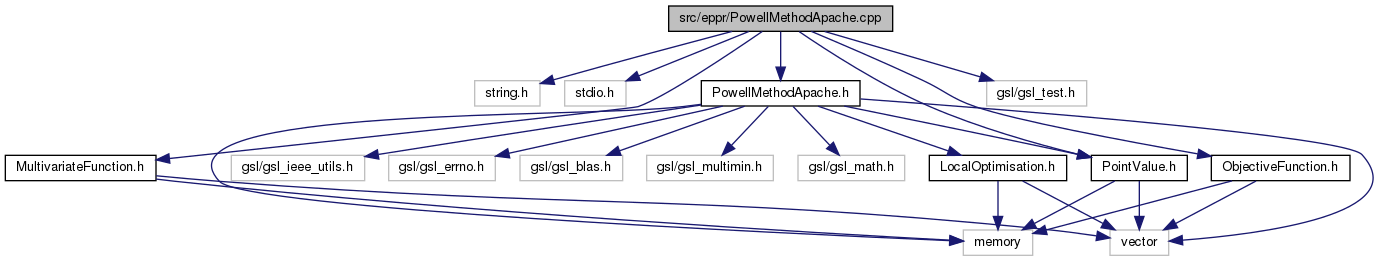 src/eppr/PowellMethodApache.cpp
string.h
stdio.h
PowellMethodApache.h
gsl/gsl_test.h
MultivariateFunction.h
gsl/gsl_ieee_utils.h
gsl/gsl_errno.h
gsl/gsl_blas.h
gsl/gsl_multimin.h
gsl/gsl_math.h
LocalOptimisation.h
PointValue.h
ObjectiveFunction.h
memory
vector